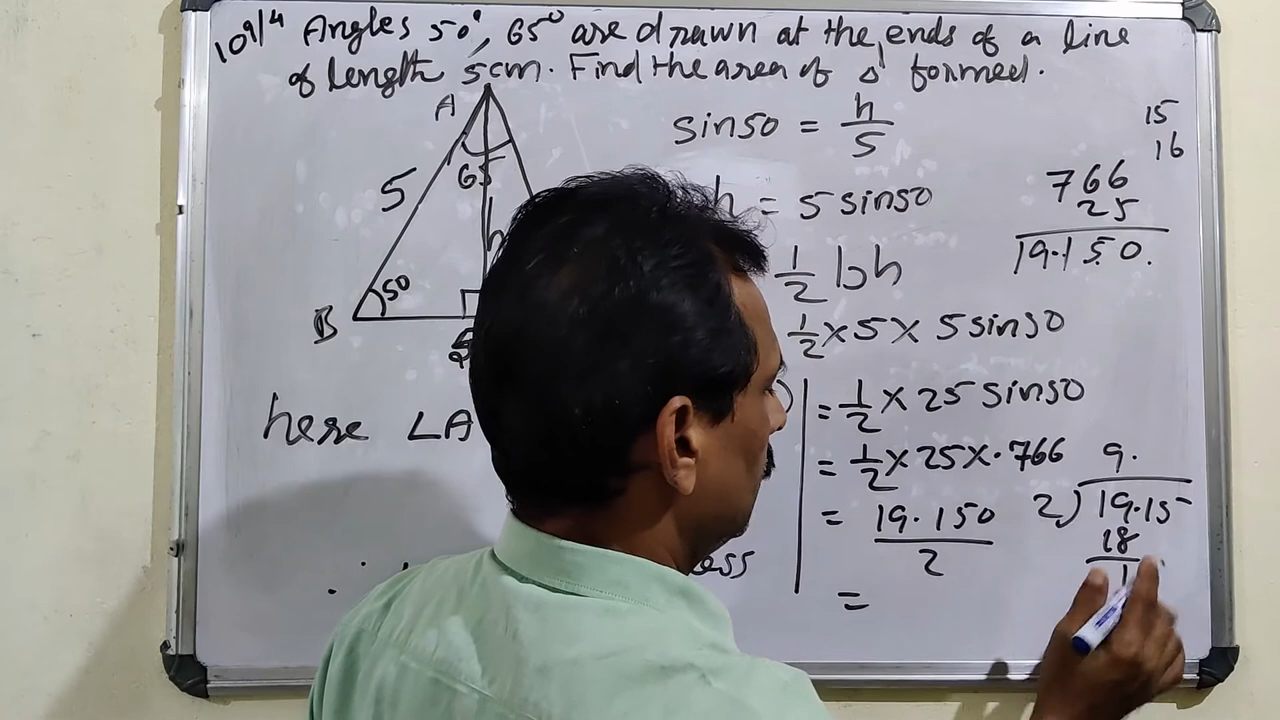 10 9/4 Angles 50°, 65° are drawn at the ends of a line
of length 5cm. Find the area of Δ formed.
A
65
5
h
50
B
here ∠A
sin50 = h/5
h = 5 sin50
1/2 bh
1/2 × 5 × 5 sin50
= 1/2 × 25 sin50
= 1/2 × 25 × .766
= 19.150/2
=
15
16
766
25
19.150.
9.
2) 19.15
18
1